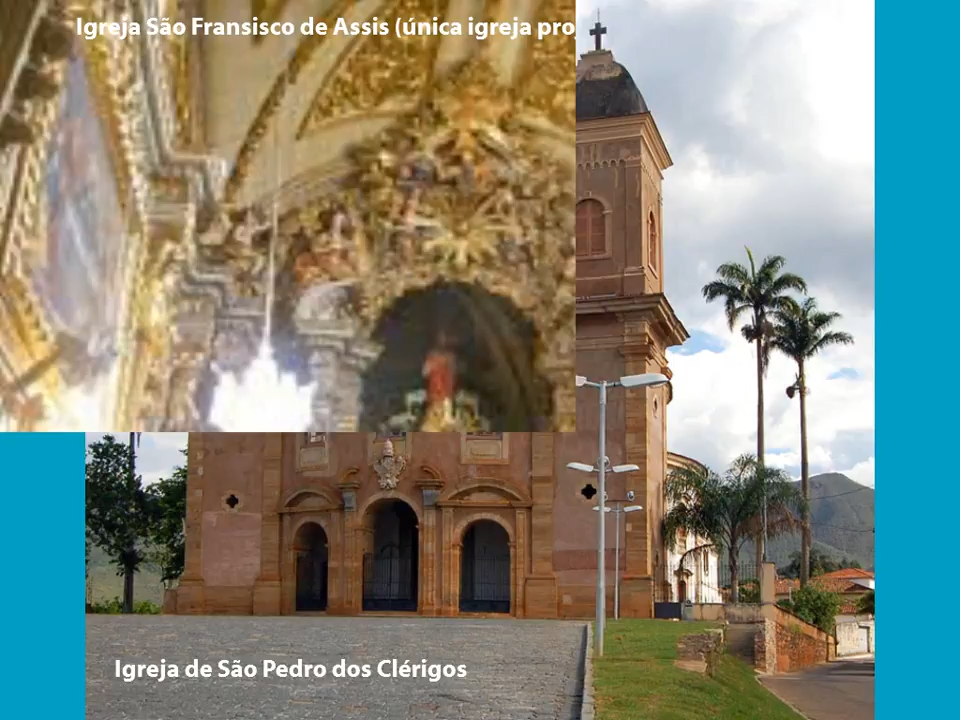 Igreja São Fransisco de Assis (única igreja pro
Igreja de São Pedro dos Clérigos